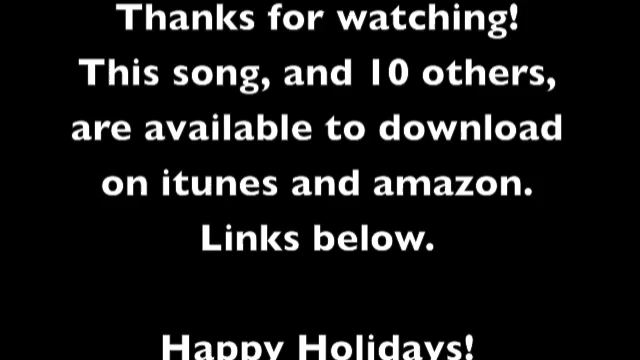 Thanks for watching!
This song, and 10 others,
are available to download
on itunes and amazon.
Links below.
Happy Holidays!